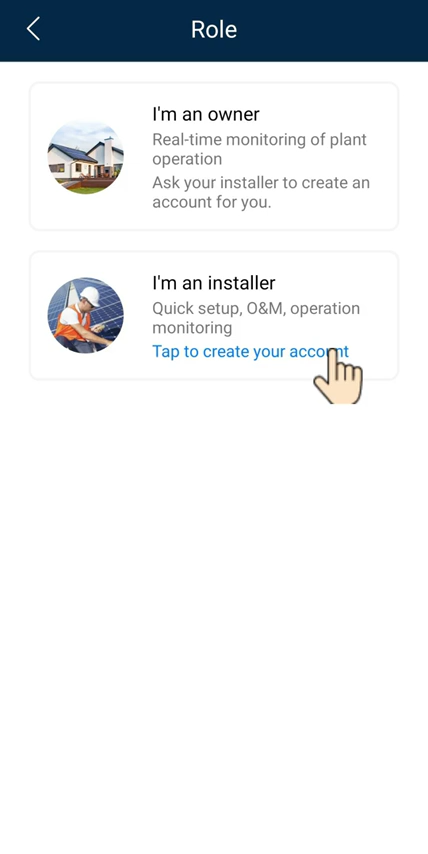 Role
I'm an owner
Real-time monitoring of plant
operation
Ask your installer to create an
account for you.
I'm an installer
Quick setup, O&M, operation
monitoring
Tap to create your account